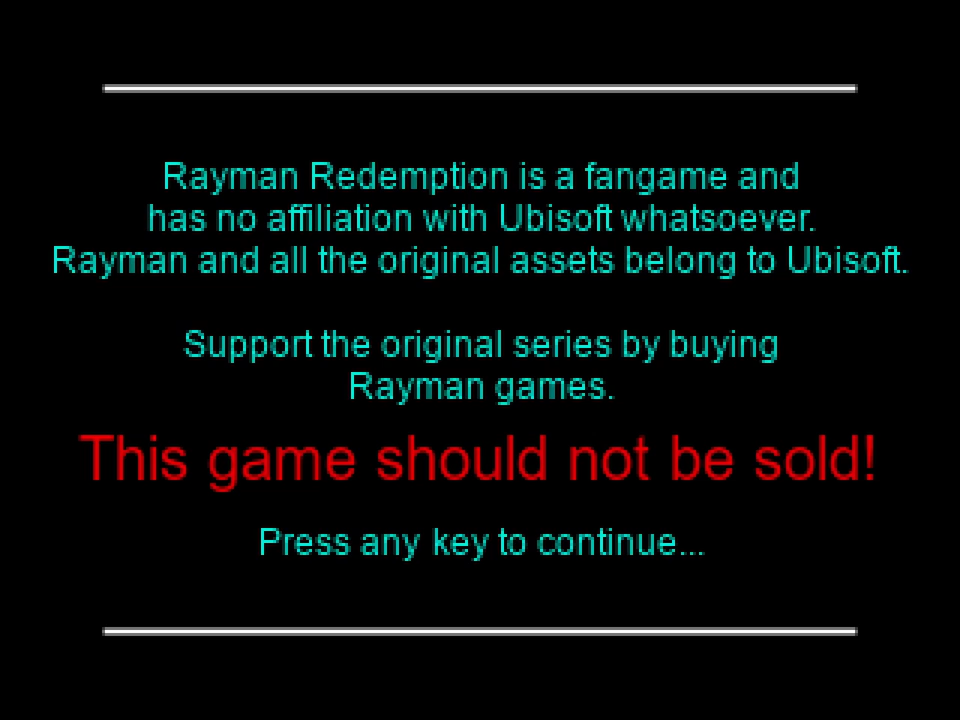 Rayman Redemption is a fangame and
has no affiliation with Ubisoft whatsoever.
Rayman and all the original assets belong to Ubisoft.
Support the original series by buying
Rayman games.
This game should not be sold!
Press any key to continue...